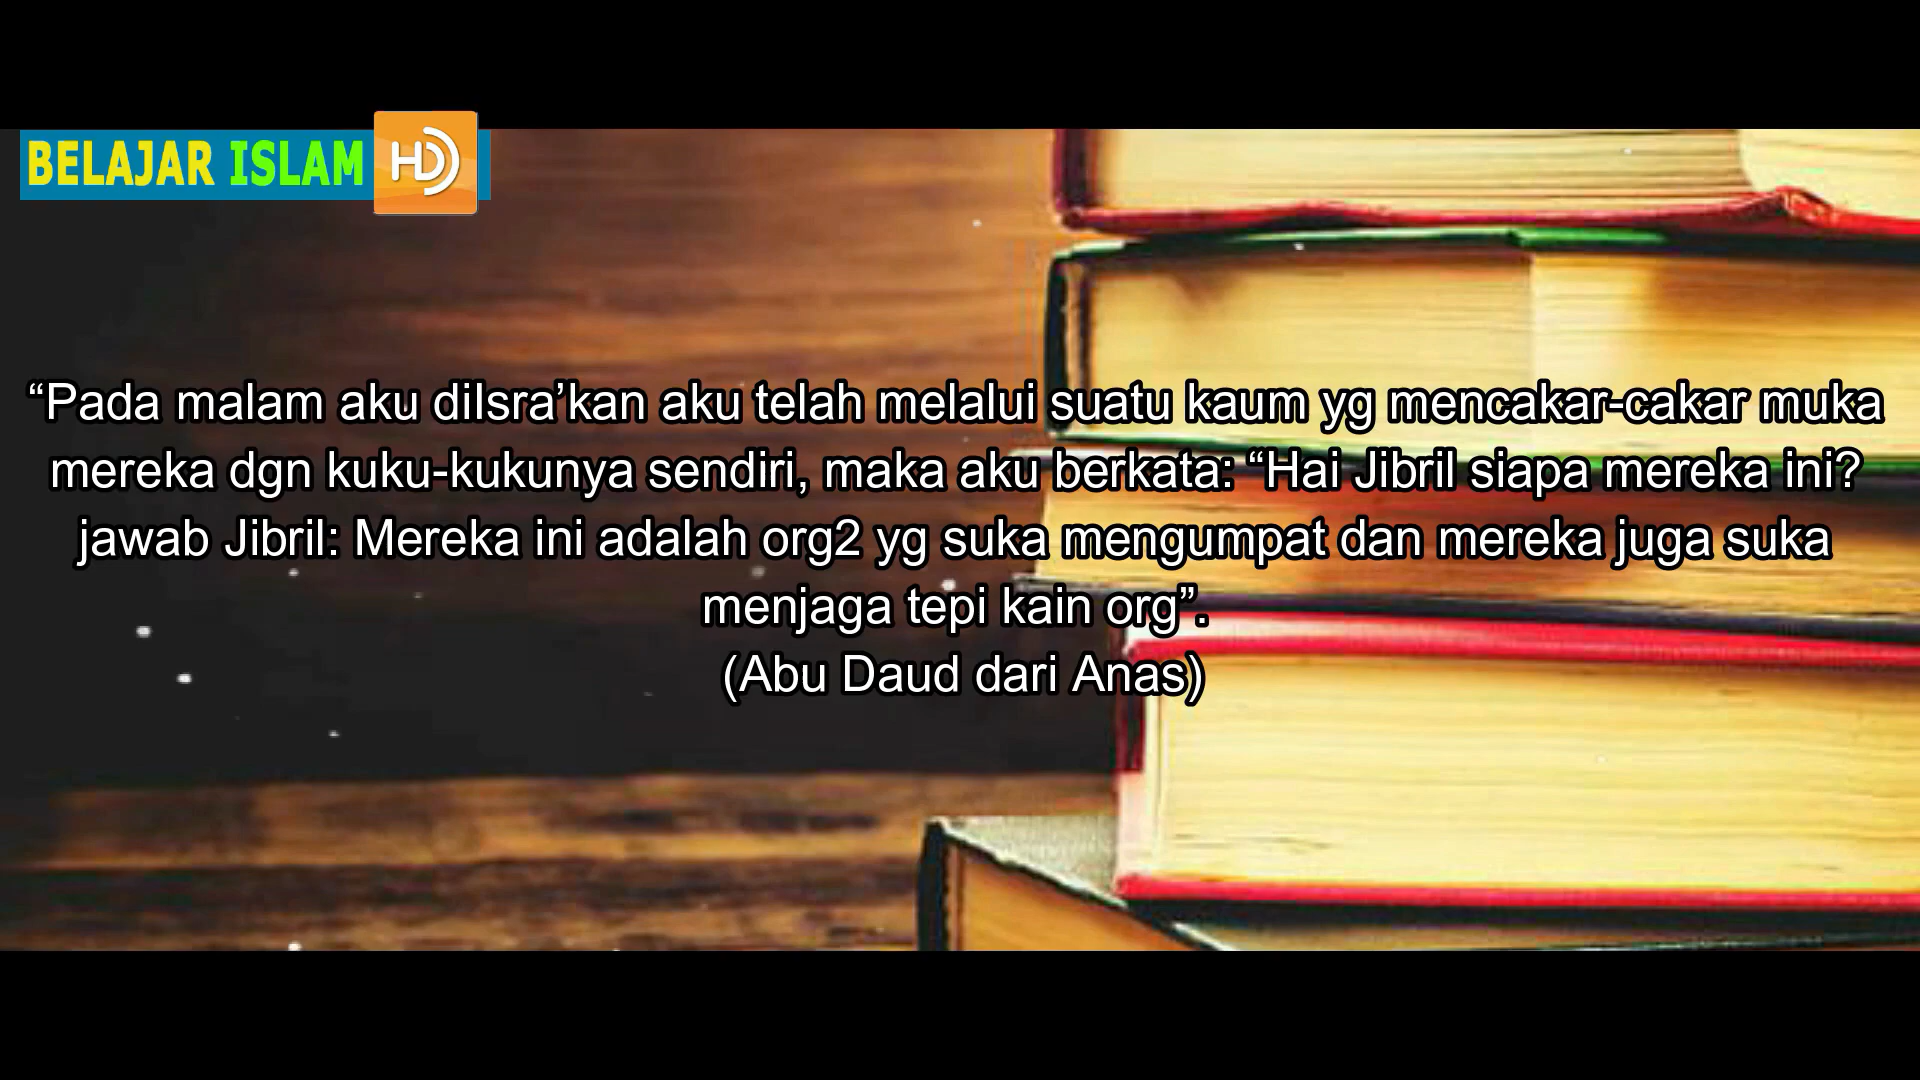 BELAJAR ISLAM HD
“Pada malam aku diIsra’kan aku telah melalui suatu kaum yg mencakar-cakar muka
mereka dgn kuku-kukunya sendiri, maka aku berkata: “Hai Jibril siapa mereka ini?
jawab Jibril: Mereka ini adalah org2 yg suka mengumpat dan mereka juga suka
menjaga tepi kain org”.
(Abu Daud dari Anas)